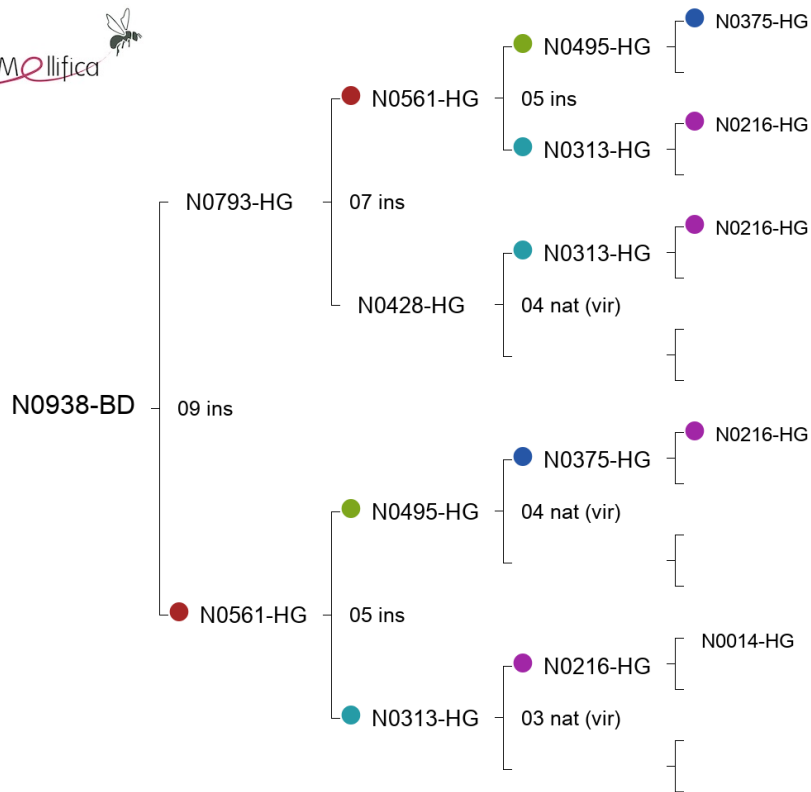 Mellifica
N0375-HG
N0495-HG
N0561-HG
05 ins
N0216-HG
N0313-HG
N0793-HG
07 ins
N0216-HG
N0313-HG
N0428-HG
04 nat (vir)
N0938-BD
09 ins
N0216-HG
N0375-HG
N0495-HG
04 nat (vir)
N0561-HG
05 ins
N0014-HG
N0216-HG
N0313-HG
03 nat (vir)